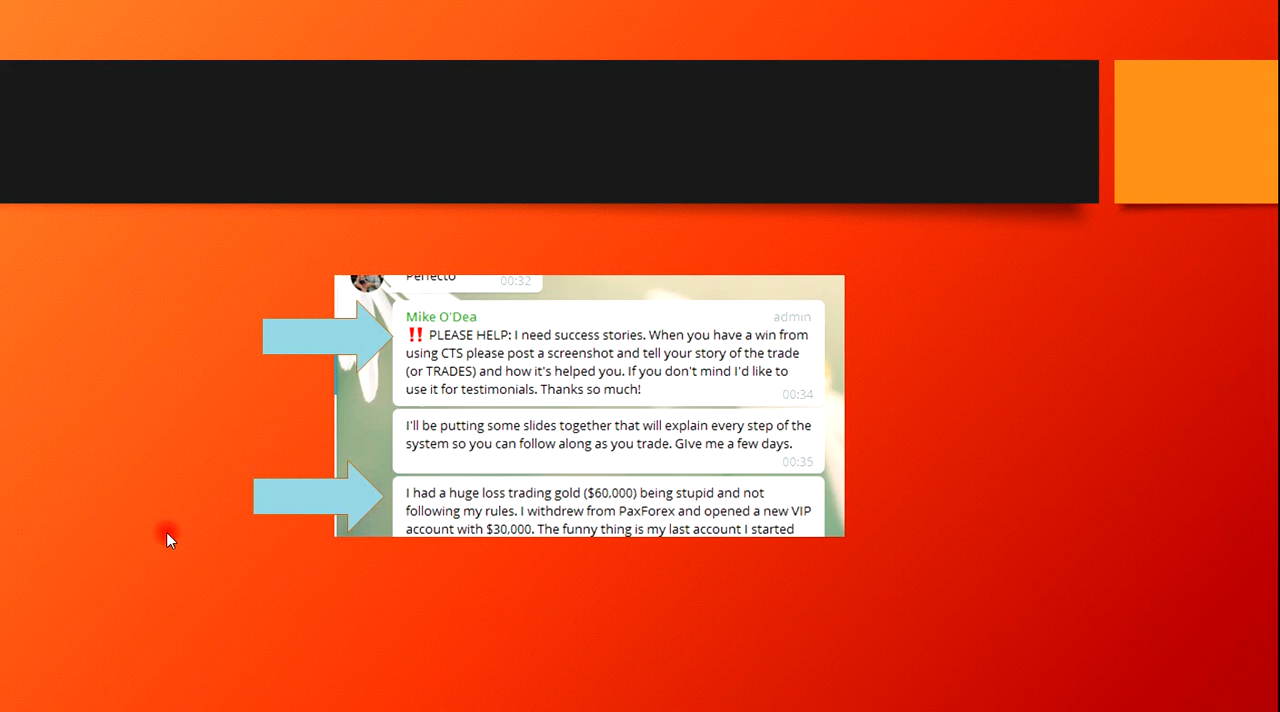 Perfecto
00:32
Mike O'Dea admin
‼ PLEASE HELP: I need success stories. When you have a win from
using CTS please post a screenshot and tell your story of the trade
(or TRADES) and how it's helped you. If you don't mind I'd like to
use it for testimonials. Thanks so much!
00:34
I'll be putting some slides together that will explain every step of the
system so you can follow along as you trade. GIve me a few days.
00:35
I had a huge loss trading gold ($60,000) being stupid and not
following my rules. I withdrew from PaxForex and opened a new VIP
account with $30,000. The funny thing is my last account I started